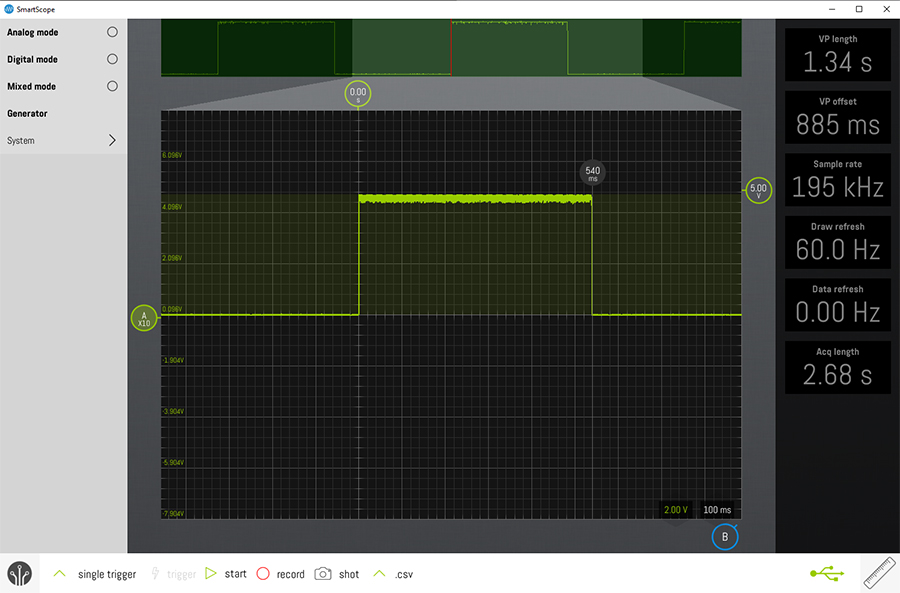 SmartScope
Analog mode
Digital mode
Mixed mode
Generator
System
0.00
s
6.096V
4.096V
2.096V
0.096V
-1.904V
-3.904V
-5.904V
-7.904V
540
ms
5.00
V
A
X10
2.00 V
100 ms
B
VP length
1.34 s
VP offset
885 ms
Sample rate
195 kHz
Draw refresh
60.0 Hz
Data refresh
0.00 Hz
Acq length
2.68 s
single trigger
trigger
start
record
shot
.csv